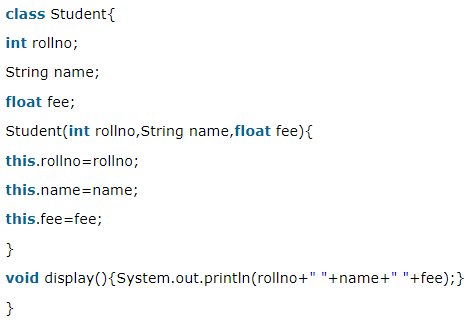 class Student{
int rollno;
String name;
float fee;
Student(int rollno,String name,float fee){
this.rollno=rollno;
this.name=name;
this.fee=fee;
}
void display(){System.out.println(rollno+" "+name+" "+fee);}
}